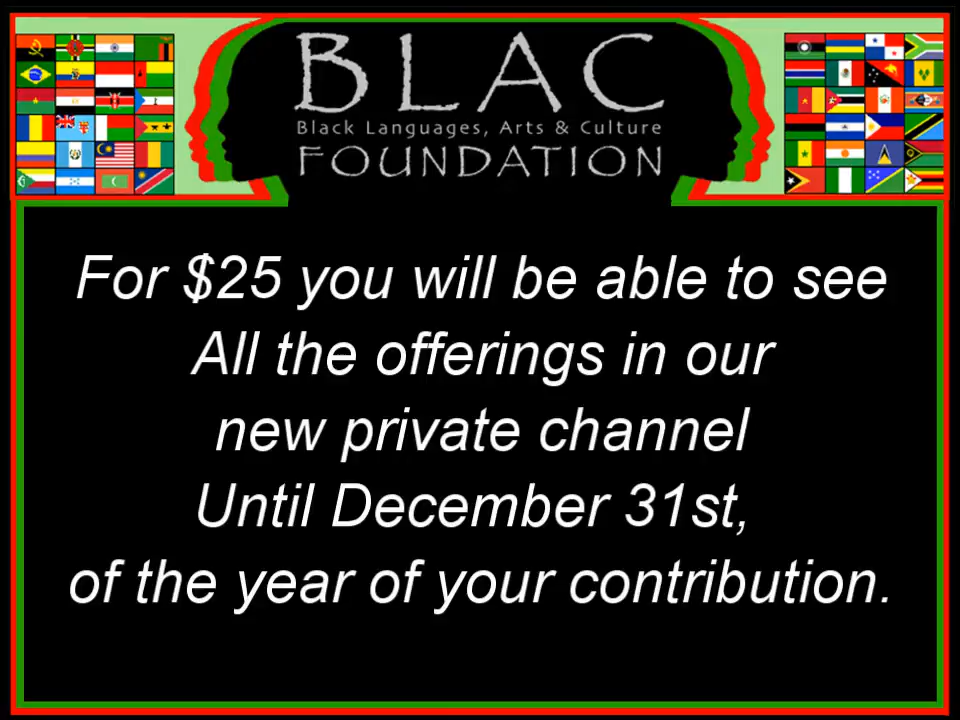 BLAC
Black Languages, Arts & Culture
FOUNDATION
For $25 you will be able to see
All the offerings in our
new private channel
Until December 31st,
of the year of your contribution.